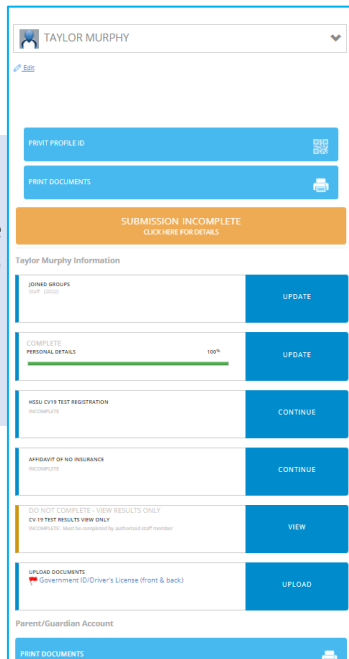 TAYLOR MURPHY
Edit
PRIVIT PROFILE ID
PRINT DOCUMENTS
SUBMISSION INCOMPLETE
CLICK HERE FOR DETAILS
Taylor Murphy Information
JOINED GROUPS
Staff
UPDATE
COMPLETE
PERSONAL DETAILS 100%
UPDATE
HSSU CV19 TEST REGISTRATION
INCOMPLETE
CONTINUE
AFFIDAVIT OF NO INSURANCE
INCOMPLETE
CONTINUE
DO NOT COMPLETE - VIEW RESULTS ONLY
CV-19 TEST RESULTS VIEW ONLY
INCOMPLETE. Must be completed by authorized staff member
VIEW
UPLOAD DOCUMENTS
Government ID/Driver's License (front & back)
UPLOAD
Parent/Guardian Account
PRINT DOCUMENTS